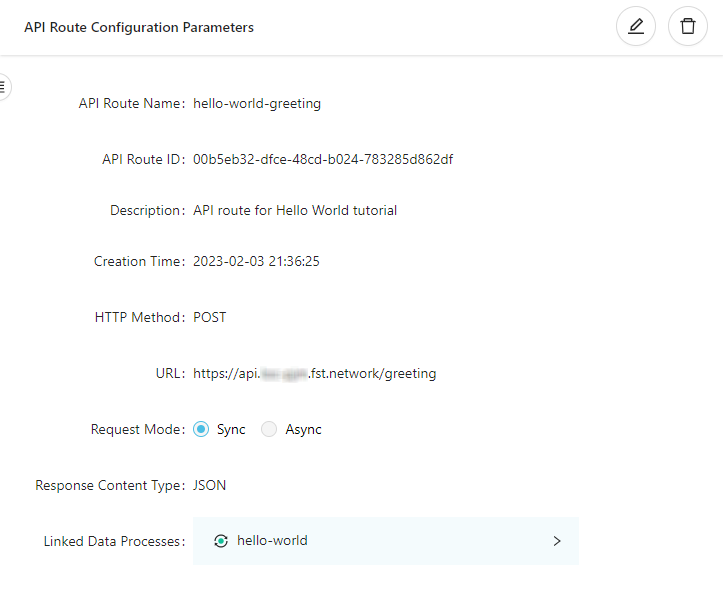 API Route Configuration Parameters
API Route Name: hello-world-greeting
API Route ID: 00b5eb32-dfce-48cd-b024-783285d862df
Description: API route for Hello World tutorial
Creation Time: 2023-02-03 21:36:25
HTTP Method: POST
URL: https://api. .fst.network/greeting
Request Mode: Sync Async
Response Content Type: JSON
Linked Data Processes: hello-world